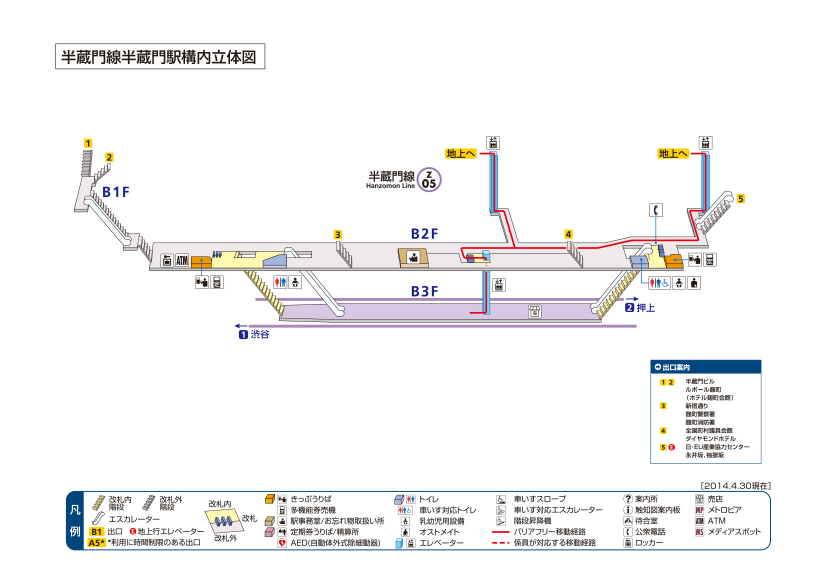 半蔵門線半蔵門駅構内立体図
1
2
B1F
地上へ
地上へ
半蔵門線
Hanzomon Line
Z
05
5
3
B2F
4
ATM
B3F
1 渋谷
2 押上
出口案内
1 2 半蔵門ビル
ルポール麹町
(ホテル麹町会館)
3 新宿通り
麹町警察署
麹町消防署
4 全国町村議員会館
ダイヤモンドホテル
5 E 日・EU産業協力センター
永井坂、袖摺坂
[2014.4.30現在]
凡例
改札内階段
改札外階段
エスカレーター
B1 出口 E 地上行エレベーター
A5* *利用に時間制限のある出口
改札内
改札
改札外
きっぷうりば
多機能券売機
駅事務室/お忘れ物取扱い所
定期券うりば/精算所
AED(自動体外式除細動器)
トイレ
車いす対応トイレ
乳幼児用設備
オストメイト
エレベーター
車いすスロープ
車いす対応エスカレーター
階段昇降機
バリアフリー移動経路
係員が対応する移動経路
? 案内所
触知図案内板
待合室
公衆電話
ロッカー
売店
MP メトロピア
ATM ATM
MS メディアスポット